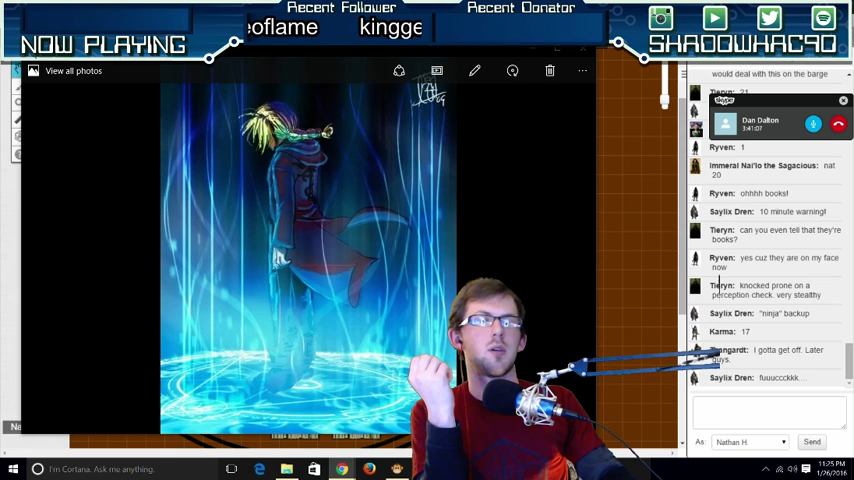 Recent Follower
Recent Donator
eoflame kingge
NOW PLAYING
SHADOWHAC90
View all photos
would deal with this on the barge
Tieryn: 21
skype
Dan Dalton
3:41:07
Ryven: 1
Immeral Nai'lo the Sagacious: nat
20
Ryven: ohhhh books!
Saylix Dren: 10 minute warning!
Tieryn: can you even tell that they're
books?
Ryven: yes cuz they are on my face
now
Tieryn: knocked prone on a
perception check. very stealthy
Saylix Dren: "ninja" backup
Karma: 17
I gotta get off. Later
guys.
Saylix Dren: fuuuccckkk...
As: Nathan H.
Send
I'm Cortana. Ask me anything.
11:25 PM
1/26/2016